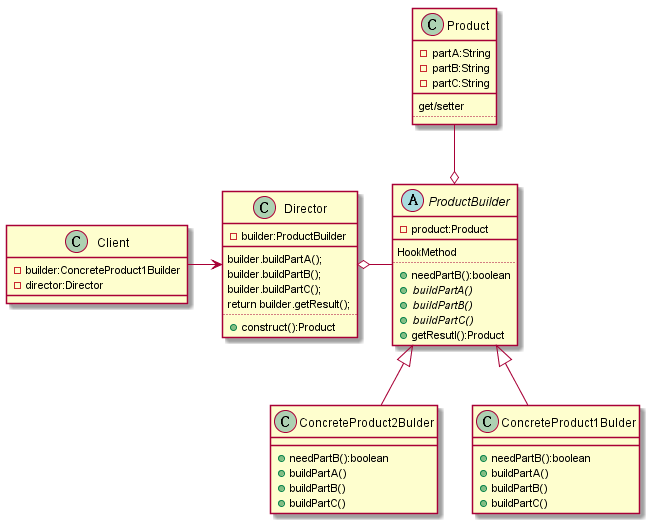 C Product
partA:String
partB:String
partC:String
get/setter
C Client
builder:ConcreteProduct1Builder
director:Director
C Director
builder:ProductBuilder
builder.buildPartA();
builder.buildPartB();
builder.buildPartC();
return builder.getResult();
construct():Product
A ProductBuilder
product:Product
HookMethod
needPartB():boolean
buildPartA()
buildPartB()
buildPartC()
getResutl():Product
C ConcreteProduct2Bulder
needPartB():boolean
buildPartA()
buildPartB()
buildPartC()
C ConcreteProduct1Bulder
needPartB():boolean
buildPartA()
buildPartB()
buildPartC()